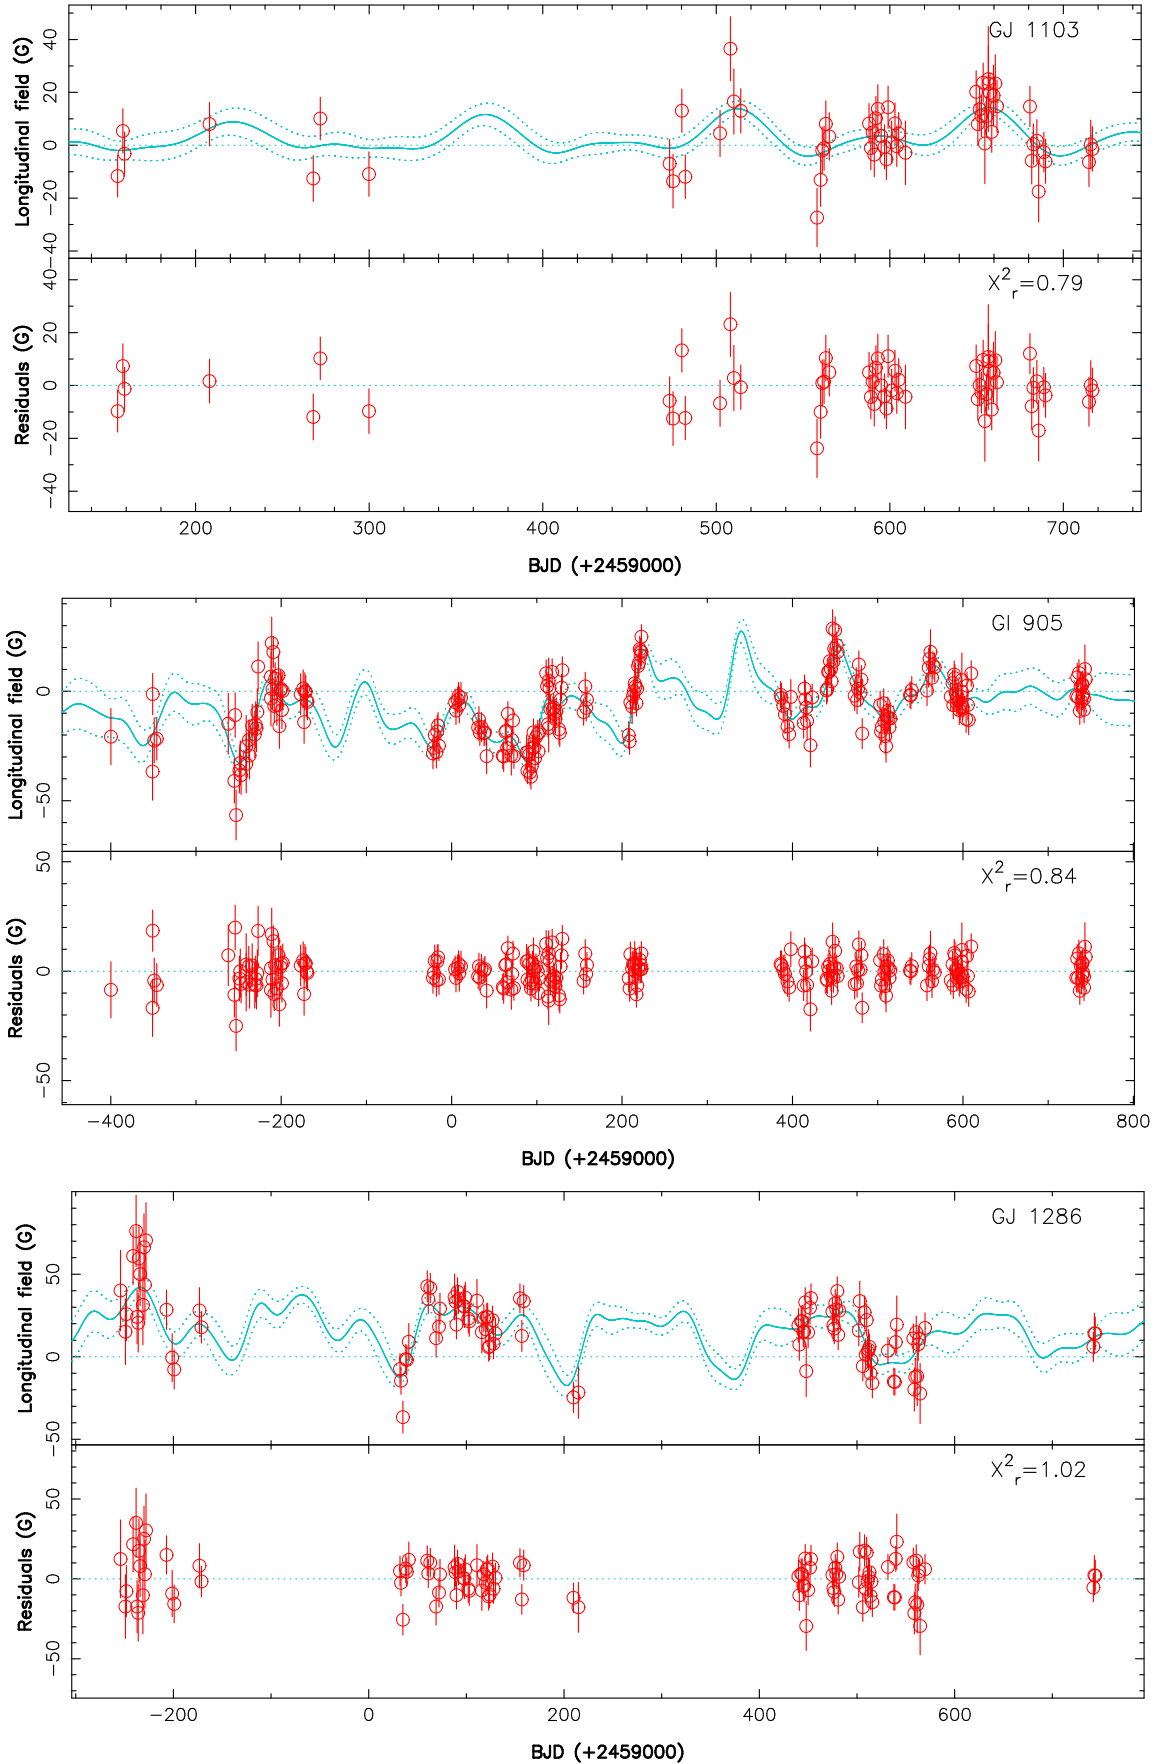 GJ 1103
Longitudinal field (G)
40
20
0
−20
−40
X²ᵣ=0.79
Residuals (G)
40
20
0
−20
−40
200 300 400 500 600 700
BJD (+2459000)
Gl 905
Longitudinal field (G)
0
−50
X²ᵣ=0.84
Residuals (G)
50
0
−50
−400 −200 0 200 400 600 800
BJD (+2459000)
GJ 1286
Longitudinal field (G)
50
0
−50
X²ᵣ=1.02
Residuals (G)
50
0
−50
−200 0 200 400 600
BJD (+2459000)